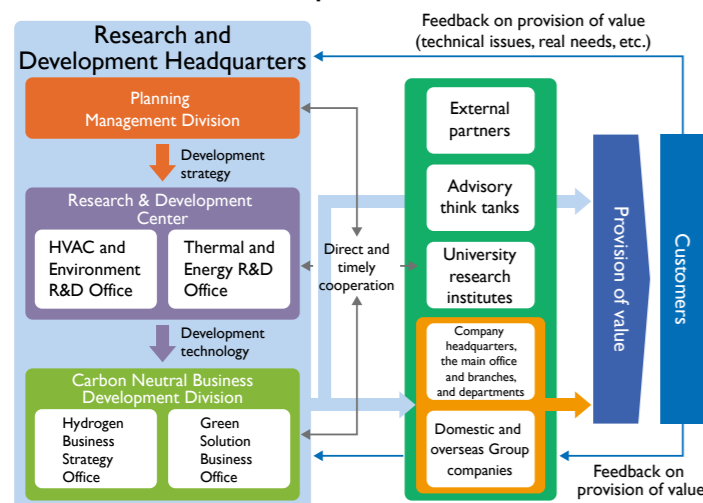 Research and
Development Headquarters
Planning
Management Division
Development
strategy
Research & Development
Center
HVAC and
Environment
R&D Office
Thermal and
Energy R&D
Office
Development
technology
Carbon Neutral Business
Development Division
Hydrogen
Business
Strategy
Office
Green
Solution
Business
Office
Direct and
timely
cooperation
Feedback on provision of value
(technical issues, real needs, etc.)
External
partners
Advisory
think tanks
University
research
institutes
Company
headquarters,
the main office
and branches,
and departments
Domestic and
overseas Group
companies
Provision of value
Customers
Feedback on
provision of value